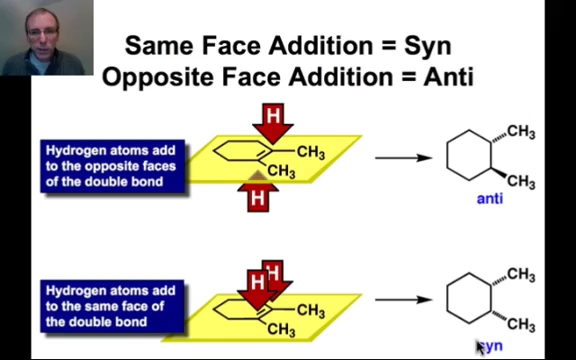 Same Face Addition = Syn
Opposite Face Addition = Anti
Hydrogen atoms add
to the opposite faces
of the double bond
H
CH3
CH3
H
CH3
CH3
anti
Hydrogen atoms add
to the same face of
the double bond
H
H
CH3
CH3
CH3
CH3
syn